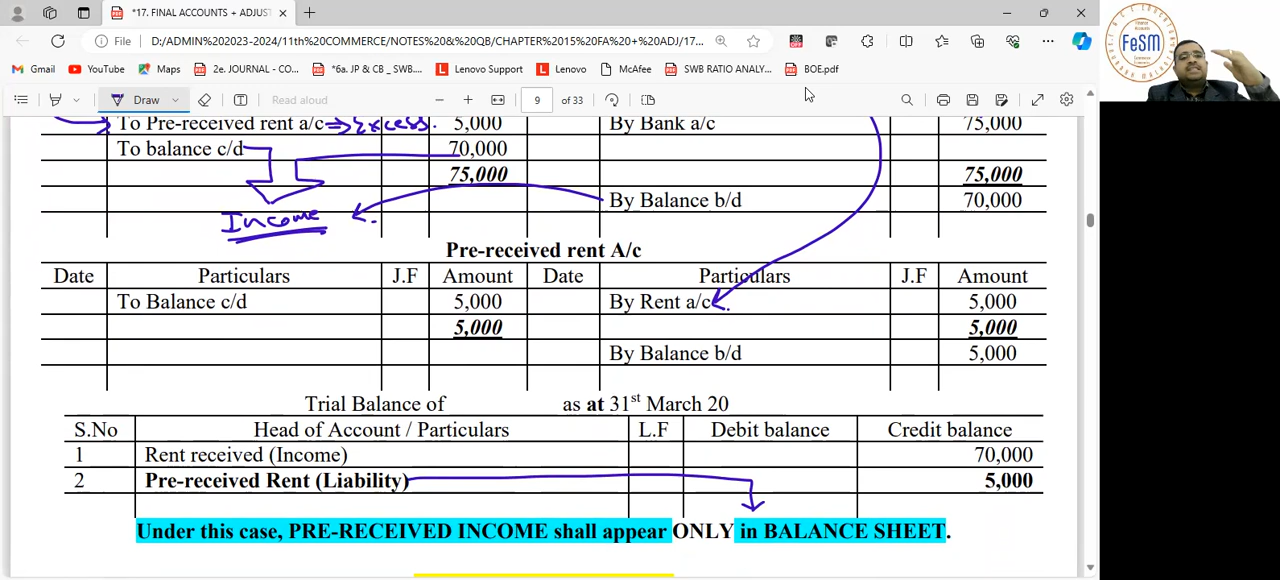 *17. FINAL ACCOUNTS + ADJUST
File D:/ADMIN%202023-2024/11th%20COMMERCE/NOTES%20&%20QB/CHAPTER%2015%20FA%20+%20ADJ/17...
Gmail YouTube Maps 2e. JOURNAL - CO... *6a. JP & CB _ SWB.... Lenovo Support Lenovo McAfee SWB RATIO ANALY... BOE.pdf
Draw Read aloud 9 of 33
FeSM
To Pre-received rent a/c ⇒ Excess. 5,000 By Bank a/c 75,000
To balance c/d 70,000
75,000 75,000
By Balance b/d 70,000
Income
Pre-received rent A/c
Date Particulars J.F Amount Date Particulars J.F Amount
To Balance c/d 5,000 By Rent a/c 5,000
5,000 5,000
By Balance b/d 5,000
Trial Balance of as at 31st March 20
S.No Head of Account / Particulars L.F Debit balance Credit balance
1 Rent received (Income) 70,000
2 Pre-received Rent (Liability) 5,000
Under this case, PRE-RECEIVED INCOME shall appear ONLY in BALANCE SHEET.